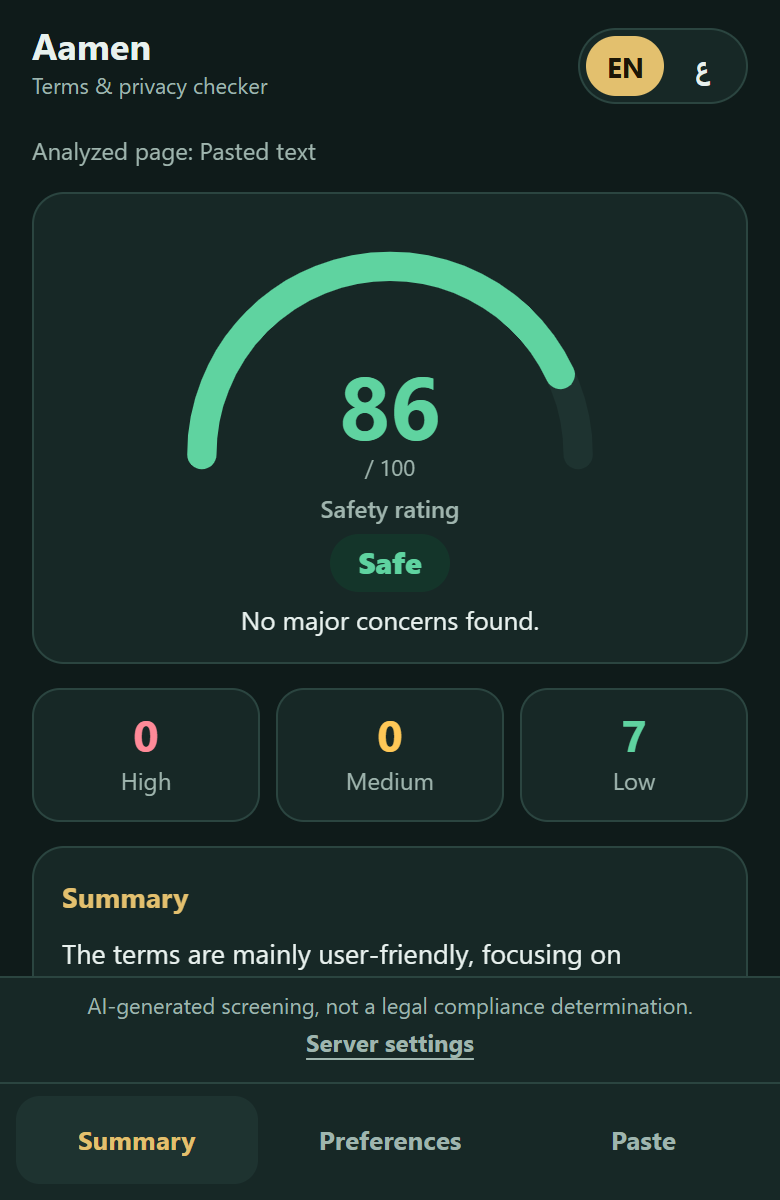 Aamen
Terms & privacy checker
EN
ع
Analyzed page: Pasted text
86
/ 100
Safety rating
Safe
No major concerns found.
0
High
0
Medium
7
Low
Summary
The terms are mainly user-friendly, focusing on
AI-generated screening, not a legal compliance determination.
Server settings
Summary
Preferences
Paste